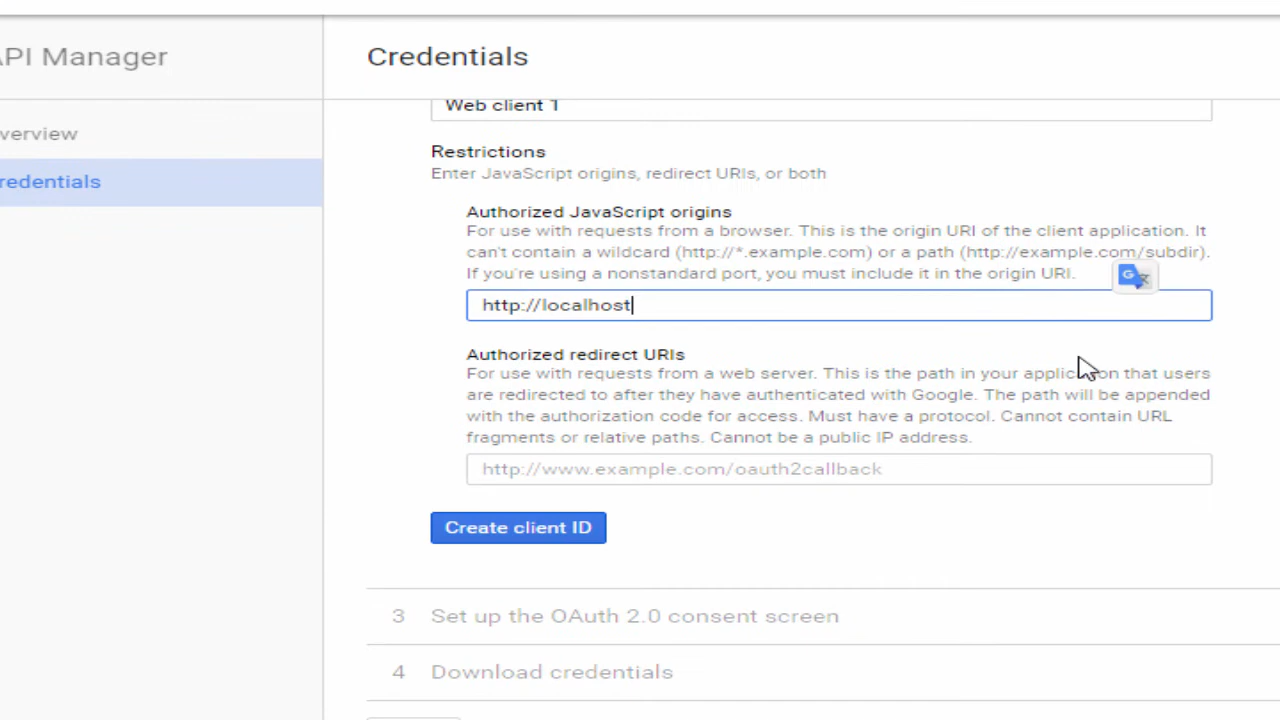 API Manager
Credentials
verview
redentials
Web client 1
Restrictions
Enter JavaScript origins, redirect URIs, or both
Authorized JavaScript origins
For use with requests from a browser. This is the origin URI of the client application. It
can't contain a wildcard (http://*.example.com) or a path (http://example.com/subdir).
If you're using a nonstandard port, you must include it in the origin URI.
G
http://localhost
Authorized redirect URIs
For use with requests from a web server. This is the path in your application that users
are redirected to after they have authenticated with Google. The path will be appended
with the authorization code for access. Must have a protocol. Cannot contain URL
fragments or relative paths. Cannot be a public IP address.
http://www.example.com/oauth2callback
Create client ID
3 Set up the OAuth 2.0 consent screen
4 Download credentials